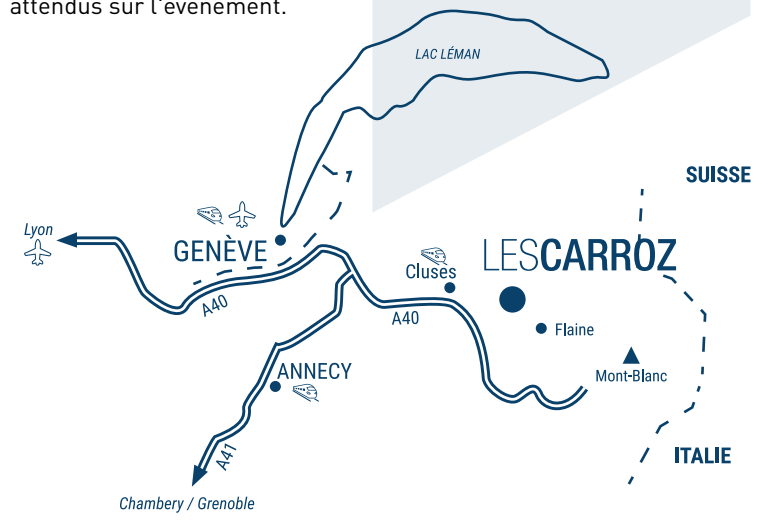 attendus sur l'évènement.
LAC LÉMAN
SUISSE
Lyon
GENÈVE
LESCARROZ
Cluses
A40
A40
Flaine
Mont-Blanc
ANNECY
A41
ITALIE
Chambery / Grenoble